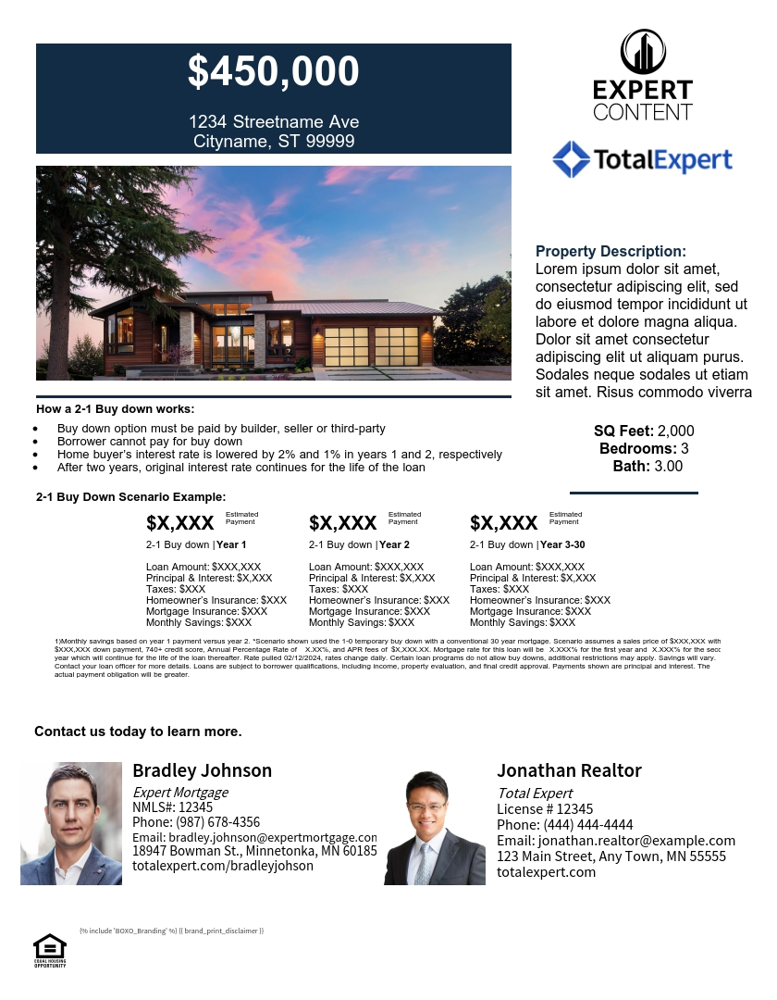 $450,000
1234 Streetname Ave
Cityname, ST 99999
EXPERT
CONTENT
TotalExpert
Property Description:
Lorem ipsum dolor sit amet,
consectetur adipiscing elit, sed
do eiusmod tempor incididunt ut
labore et dolore magna aliqua.
Dolor sit amet consectetur
adipiscing elit ut aliquam purus.
Sodales neque sodales ut etiam
sit amet. Risus commodo viverra
SQ Feet: 2,000
Bedrooms: 3
Bath: 3.00
How a 2-1 Buy down works:
• Buy down option must be paid by builder, seller or third-party
• Borrower cannot pay for buy down
• Home buyer's interest rate is lowered by 2% and 1% in years 1 and 2, respectively
• After two years, original interest rate continues for the life of the loan
2-1 Buy Down Scenario Example:
$X,XXX Estimated Payment
2-1 Buy down | Year 1
Loan Amount: $XXX,XXX
Principal & Interest: $X,XXX
Taxes: $XXX
Homeowner's Insurance: $XXX
Mortgage Insurance: $XXX
Monthly Savings: $XXX
$X,XXX Estimated Payment
2-1 Buy down | Year 2
Loan Amount: $XXX,XXX
Principal & Interest: $X,XXX
Taxes: $XXX
Homeowner's Insurance: $XXX
Mortgage Insurance: $XXX
Monthly Savings: $XXX
$X,XXX Estimated Payment
2-1 Buy down | Year 3-30
Loan Amount: $XXX,XXX
Principal & Interest: $X,XXX
Taxes: $XXX
Homeowner's Insurance: $XXX
Mortgage Insurance: $XXX
Monthly Savings: $XXX
1)Monthly savings based on year 1 payment versus year 2. *Scenario shown used the 1-0 temporary buy down with a conventional 30 year mortgage. Scenario assumes a sales price of $XXX,XXX with
$XXX,XXX down payment, 740+ credit score, Annual Percentage Rate of X.XX%, and APR fees of $X,XXX.XX. Mortgage rate for this loan will be X.XXX% for the first year and X.XXX% for the seco
year which will continue for the life of the loan thereafter. Rate pulled 02/12/2024, rates change daily. Certain loan programs do not allow buy downs, additional restrictions may apply. Savings will vary.
Contact your loan officer for more details. Loans are subject to borrower qualifications, including income, property evaluation, and final credit approval. Payments shown are principal and interest. The
actual payment obligation will be greater.
Contact us today to learn more.
Bradley Johnson
Expert Mortgage
NMLS#: 12345
Phone: (987) 678-4356
Email: bradley.johnson@expertmortgage.con
18947 Bowman St., Minnetonka, MN 60185
totalexpert.com/bradleyjohson
Jonathan Realtor
Total Expert
License # 12345
Phone: (444) 444-4444
Email: jonathan.realtor@example.com
123 Main Street, Any Town, MN 55555
totalexpert.com
{% include 'BOXO_Branding' %} {{ brand_print_disclaimer }}
EQUAL HOUSING
OPPORTUNITY